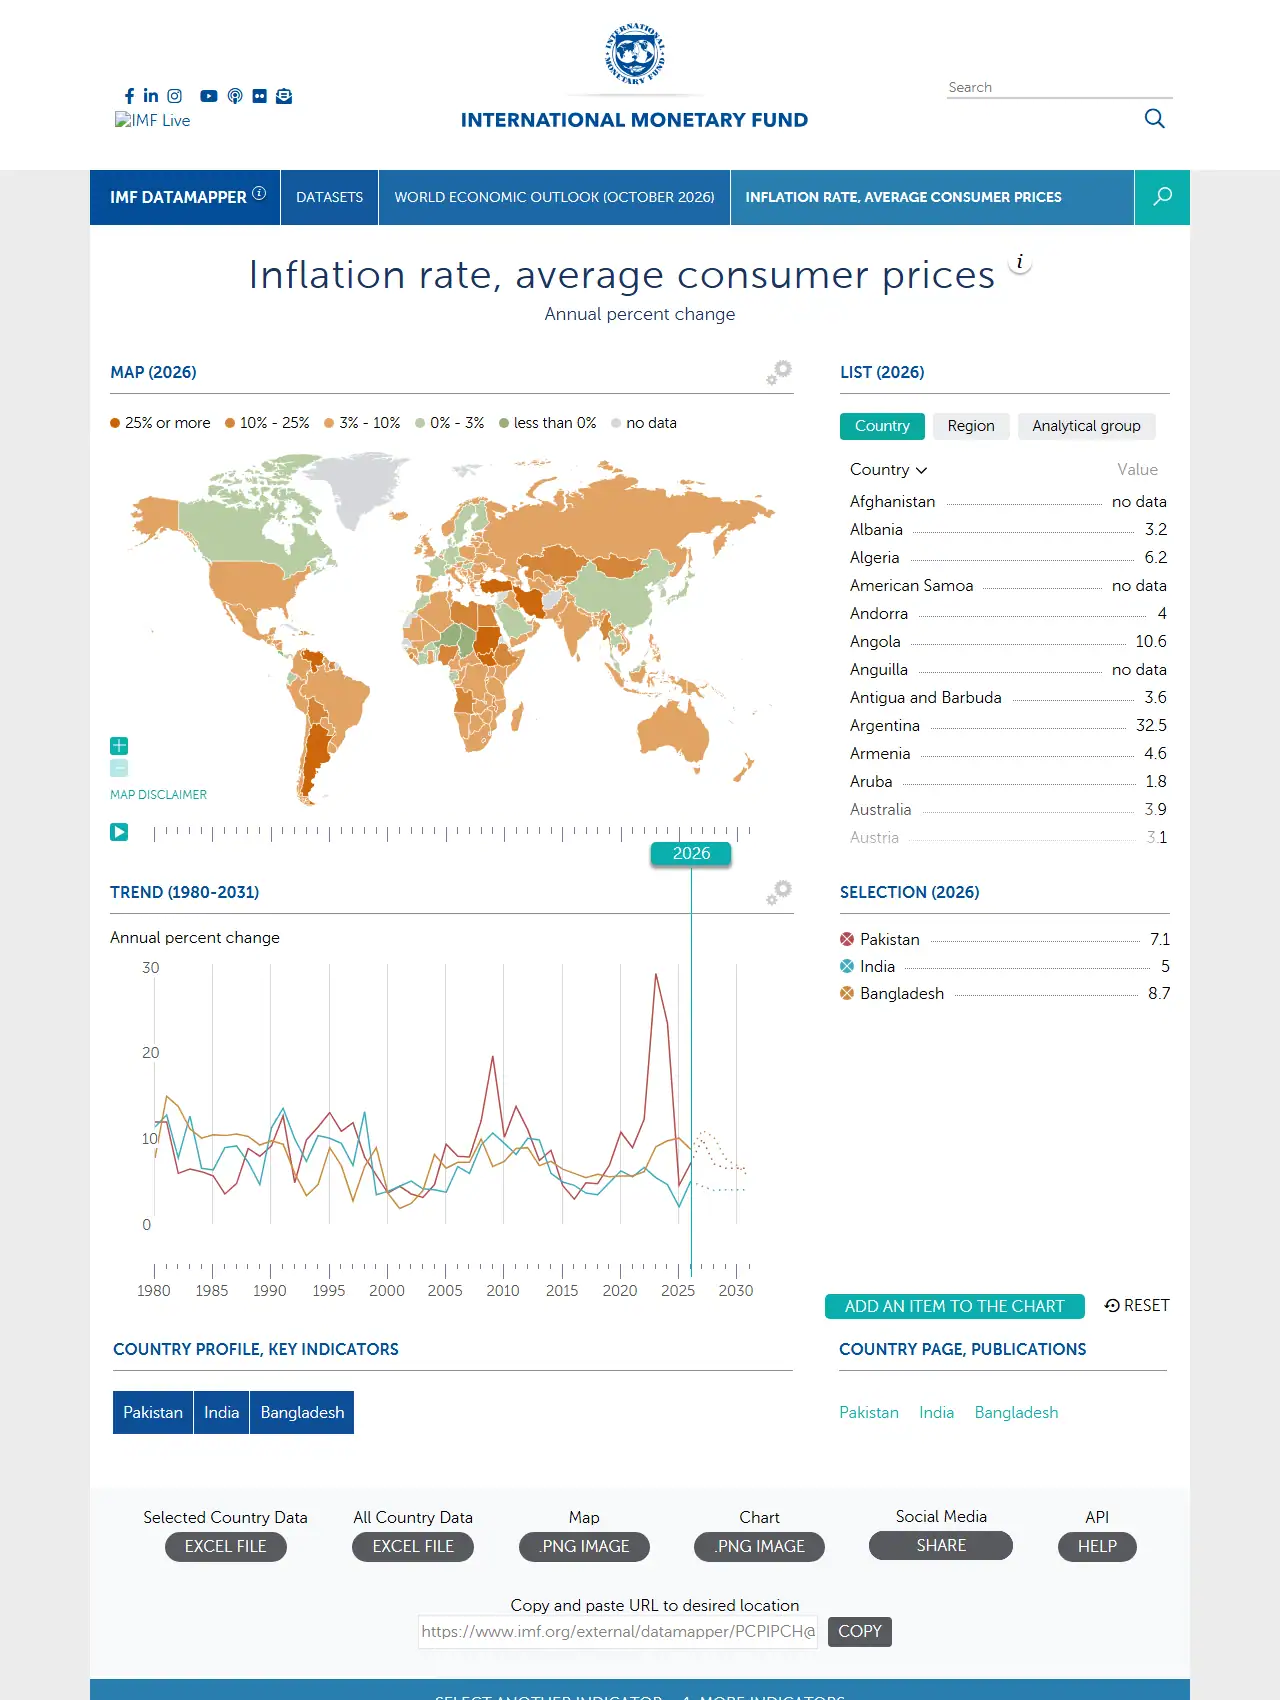 INTERNATIONAL MONETARY FUND
IMF Live
INTERNATIONAL MONETARY FUND
Search
IMF DATAMAPPER i
DATASETS
WORLD ECONOMIC OUTLOOK (OCTOBER 2026)
INFLATION RATE, AVERAGE CONSUMER PRICES
Inflation rate, average consumer prices i
Annual percent change
MAP (2026)
25% or more
10% - 25%
3% - 10%
0% - 3%
less than 0%
no data
MAP DISCLAIMER
2026
LIST (2026)
Country
Region
Analytical group
Country Value
Afghanistan no data
Albania 3.2
Algeria 6.2
American Samoa no data
Andorra 4
Angola 10.6
Anguilla no data
Antigua and Barbuda 3.6
Argentina 32.5
Armenia 4.6
Aruba 1.8
Australia 3.9
Austria 3.1
TREND (1980-2031)
Annual percent change
30
20
10
0
1980 1985 1990 1995 2000 2005 2010 2015 2020 2025 2030
SELECTION (2026)
Pakistan 7.1
India 5
Bangladesh 8.7
ADD AN ITEM TO THE CHART
RESET
COUNTRY PROFILE, KEY INDICATORS
Pakistan India Bangladesh
COUNTRY PAGE, PUBLICATIONS
Pakistan India Bangladesh
Selected Country Data
EXCEL FILE
All Country Data
EXCEL FILE
Map
.PNG IMAGE
Chart
.PNG IMAGE
Social Media
SHARE
API
HELP
Copy and paste URL to desired location
https://www.imf.org/external/datamapper/PCPIPCH@
COPY
SELECT ANOTHER INDICATOR
MORE INDICATORS